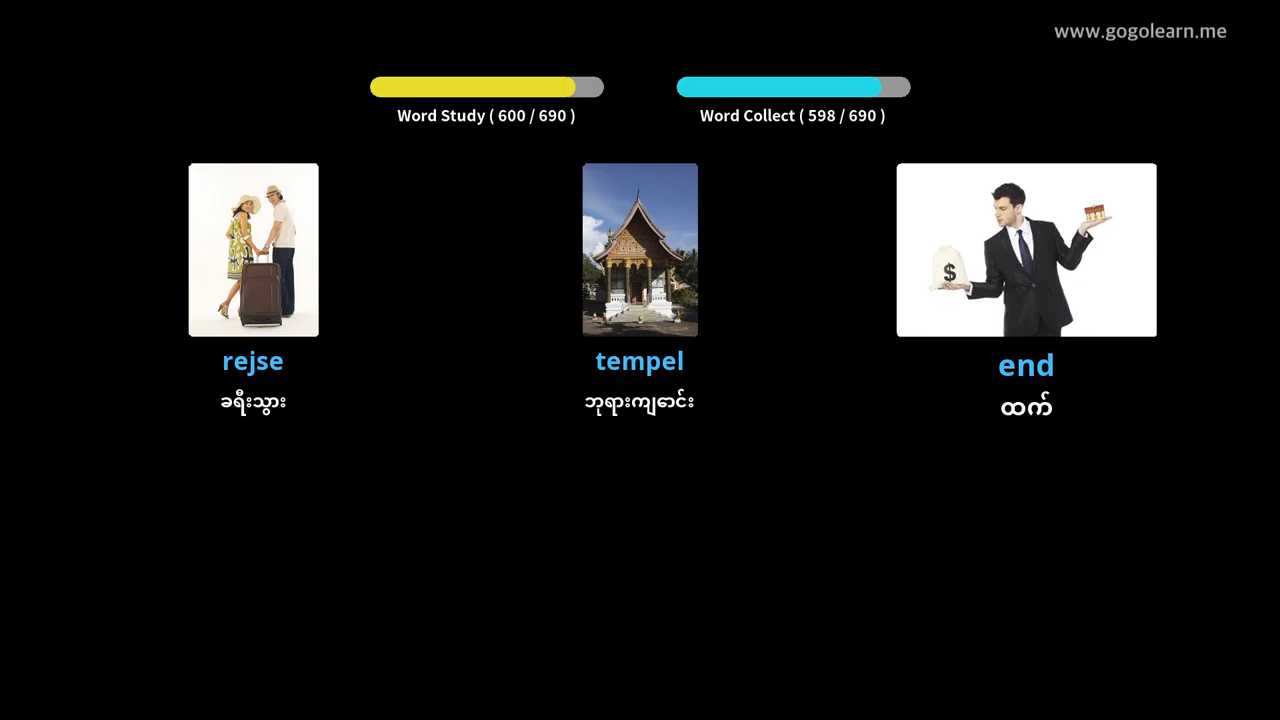 www.gogolearn.me
Word Study ( 600 / 690 )
Word Collect ( 598 / 690 )
$
rejse
tempel
end
ခရီးသွား
ဘုရားကျောင်း
ထက်